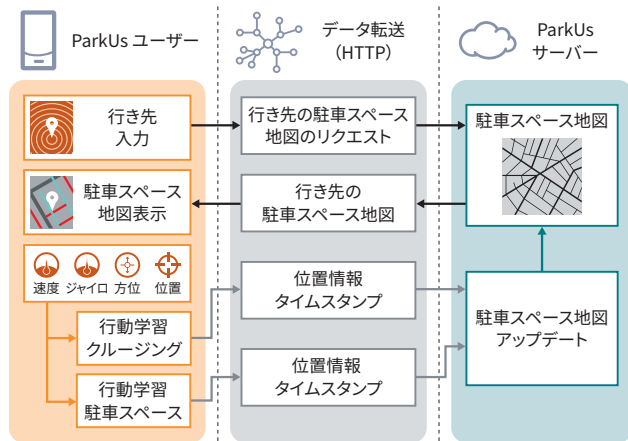 ParkUs ユーザー
データ転送
（HTTP）
ParkUs
サーバー
行き先
入力
行き先の駐車スペース
地図のリクエスト
駐車スペース地図
駐車スペース
地図表示
行き先の
駐車スペース地図
速度
ジャイロ
方位
位置
位置情報
タイムスタンプ
駐車スペース地図
アップデート
行動学習
クルージング
行動学習
駐車スペース
位置情報
タイムスタンプ